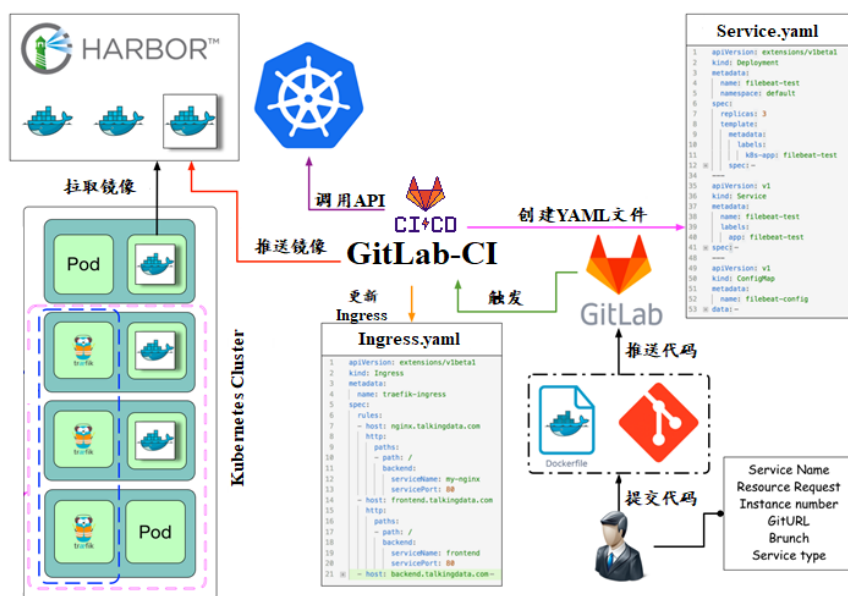 HARBOR™
拉取镜像
推送镜像
调用API
CI CD
GitLab-CI
创建YAML文件
触发
更新
Ingress
GitLab
推送代码
Dockerfile
提交代码
Service Name
Resource Request
Instance number
GitURL
Brunch
Service type
Kubernetes Cluster
Pod
træfik
træfik
træfik
Pod
Service.yaml
1 apiVersion: extensions/v1beta1
2 kind: Deployment
3 metadata:
4 name: filebeat-test
5 namespace: default
6 spec:
7 replicas: 3
8 template:
9 metadata:
10 labels:
11 k8s-app: filebeat-test
12 spec:
34 ---
35 apiVersion: v1
36 kind: Service
37 metadata:
38 name: filebeat-test
39 labels:
40 app: filebeat-test
41 spec:
48 ---
49 apiVersion: v1
50 kind: ConfigMap
51 metadata:
52 name: filebeat-config
53 data:
Ingress.yaml
1 apiVersion: extensions/v1beta1
2 kind: Ingress
3 metadata:
4 name: traefik-ingress
5 spec:
6 rules:
7 - host: nginx.talkingdata.com
8 http:
9 paths:
10 - path: /
11 backend:
12 serviceName: my-nginx
13 servicePort: 80
14 - host: frontend.talkingdata.com
15 http:
16 paths:
17 - path: /
18 backend:
19 serviceName: frontend
20 servicePort: 80
21 - host: backend.talkingdata.com